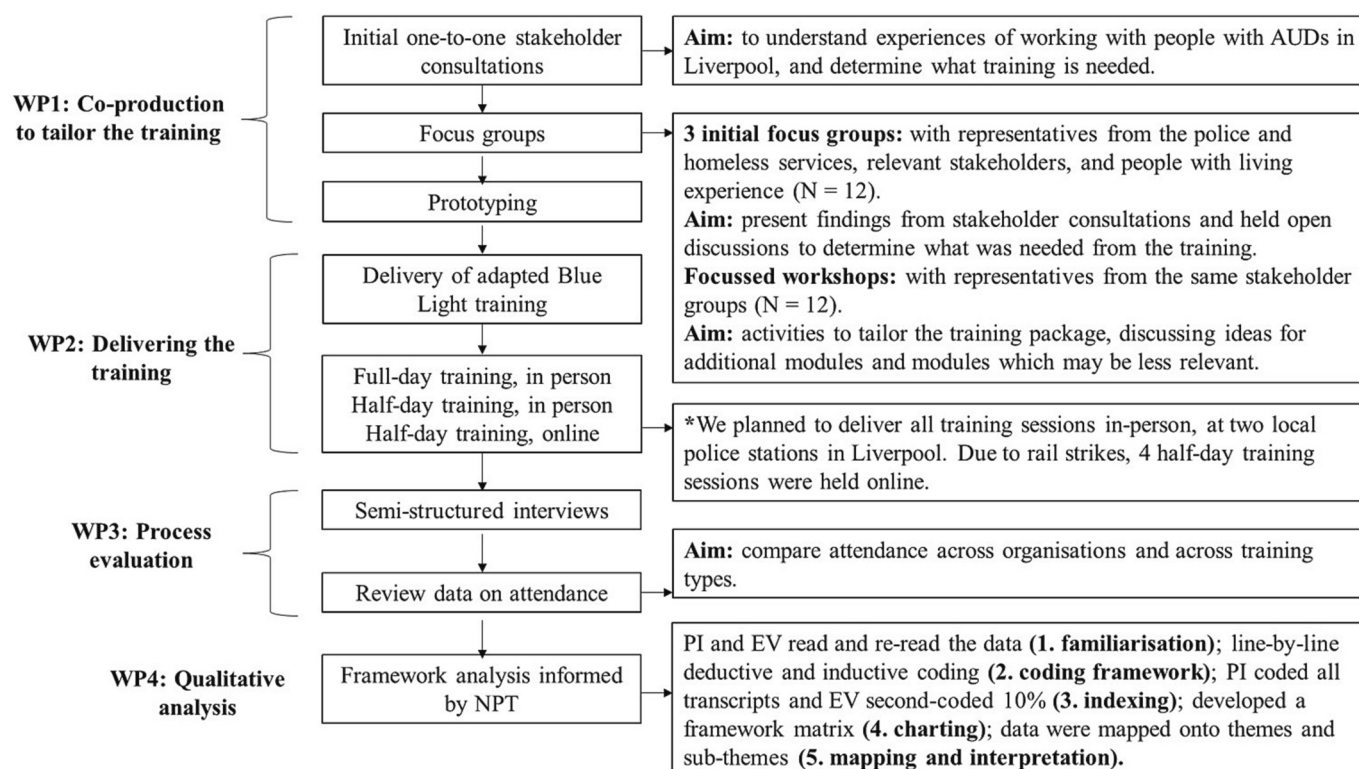 Initial one-to-one stakeholder
consultations
Aim: to understand experiences of working with people with AUDs in
Liverpool, and determine what training is needed.
WP1: Co-production
to tailor the training
Focus groups
3 initial focus groups: with representatives from the police and
homeless services, relevant stakeholders, and people with living
experience (N = 12).
Aim: present findings from stakeholder consultations and held open
discussions to determine what was needed from the training.
Focussed workshops: with representatives from the same stakeholder
groups (N = 12).
Aim: activities to tailor the training package, discussing ideas for
additional modules and modules which may be less relevant.
Prototyping
WP2: Delivering the
training
Delivery of adapted Blue
Light training
Full-day training, in person
Half-day training, in person
Half-day training, online
*We planned to deliver all training sessions in-person, at two local
police stations in Liverpool. Due to rail strikes, 4 half-day training
sessions were held online.
WP3: Process
evaluation
Semi-structured interviews
Review data on attendance
Aim: compare attendance across organisations and across training
types.
WP4: Qualitative
analysis
Framework analysis informed
by NPT
PI and EV read and re-read the data (1. familiarisation); line-by-line
deductive and inductive coding (2. coding framework); PI coded all
transcripts and EV second-coded 10% (3. indexing); developed a
framework matrix (4. charting); data were mapped onto themes and
sub-themes (5. mapping and interpretation).